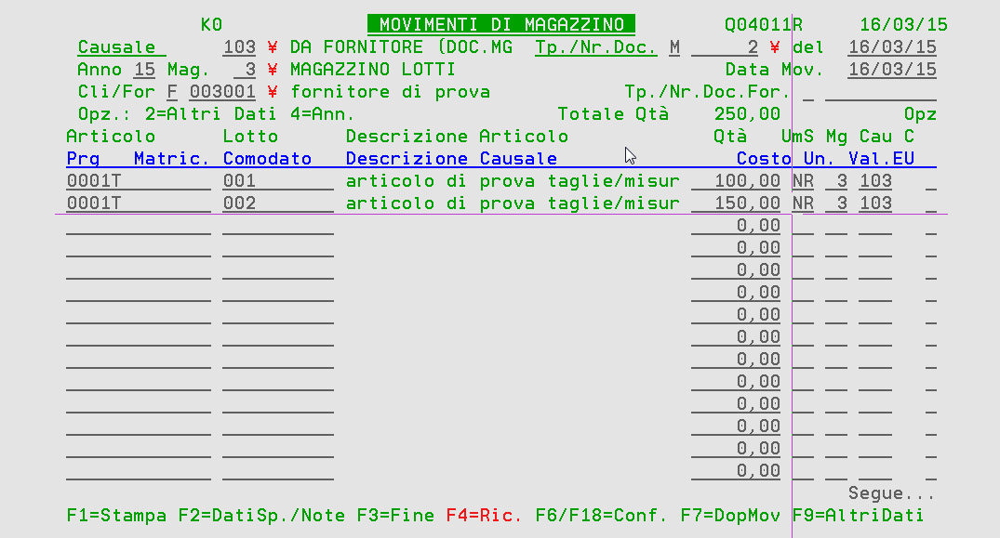 K0 MOVIMENTI DI MAGAZZINO Q04011R 16/03/15
Causale 103 ¥ DA FORNITORE (DOC.MG Tp./Nr.Doc. M 2 ¥ del 16/03/15
Anno 15 Mag. 3 ¥ MAGAZZINO LOTTI Data Mov. 16/03/15
Cli/For F 003001 ¥ fornitore di prova Tp./Nr.Doc.For. _ __________
Opz.: 2=Altri Dati 4=Ann. Totale Qtà 250,00 Opz
Articolo Lotto Descrizione Articolo Qtà UmS Mg Cau C
Prg Matric. Comodato Descrizione Causale Costo Un. Val.EU
0001T 001 articolo di prova taglie/misur 100,00 NR 3 103
0001T 002 articolo di prova taglie/misur 150,00 NR 3 103
0,00
0,00
0,00
0,00
0,00
0,00
0,00
0,00
0,00
0,00
0,00
0,00
Segue...
F1=Stampa F2=DatiSp./Note F3=Fine F4=Ric. F6/F18=Conf. F7=DopMov F9=AltriDati